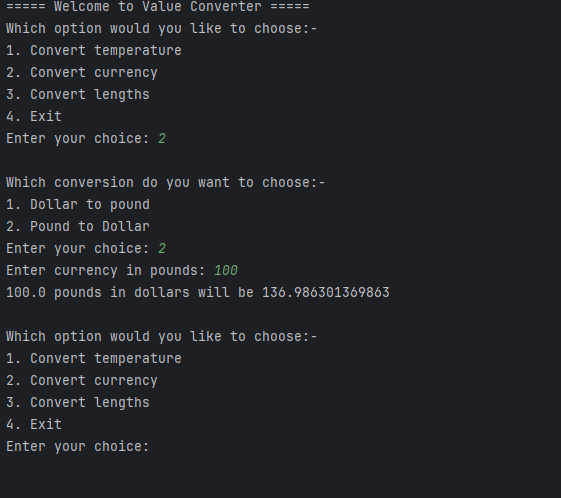 ===== Welcome to Value Converter =====
Which option would you like to choose:-
1. Convert temperature
2. Convert currency
3. Convert lengths
4. Exit
Enter your choice: 2
Which conversion do you want to choose:-
1. Dollar to pound
2. Pound to Dollar
Enter your choice: 2
Enter currency in pounds: 100
100.0 pounds in dollars will be 136.986301369863
Which option would you like to choose:-
1. Convert temperature
2. Convert currency
3. Convert lengths
4. Exit
Enter your choice: